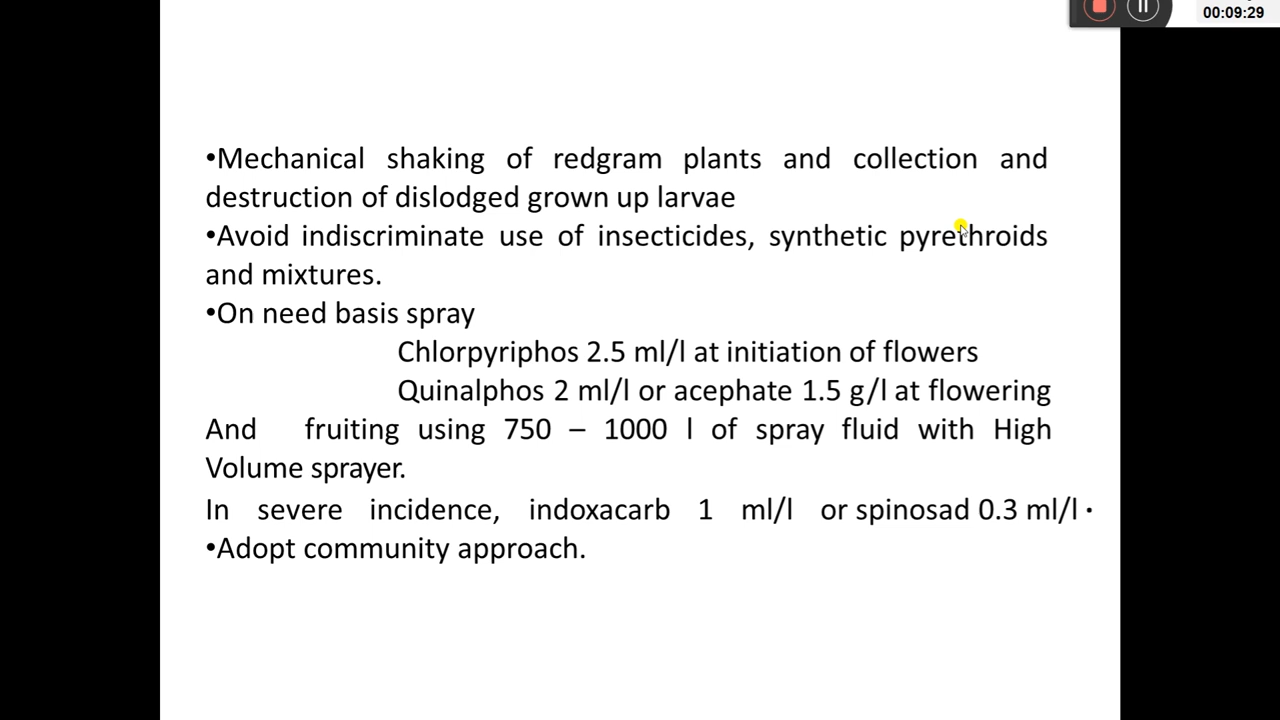 00:09:29
•Mechanical shaking of redgram plants and collection and
destruction of dislodged grown up larvae
•Avoid indiscriminate use of insecticides, synthetic pyrethroids
and mixtures.
•On need basis spray
Chlorpyriphos 2.5 ml/l at initiation of flowers
Quinalphos 2 ml/l or acephate 1.5 g/l at flowering
And fruiting using 750 – 1000 l of spray fluid with High
Volume sprayer.
In severe incidence, indoxacarb 1 ml/l or spinosad 0.3 ml/l •
•Adopt community approach.